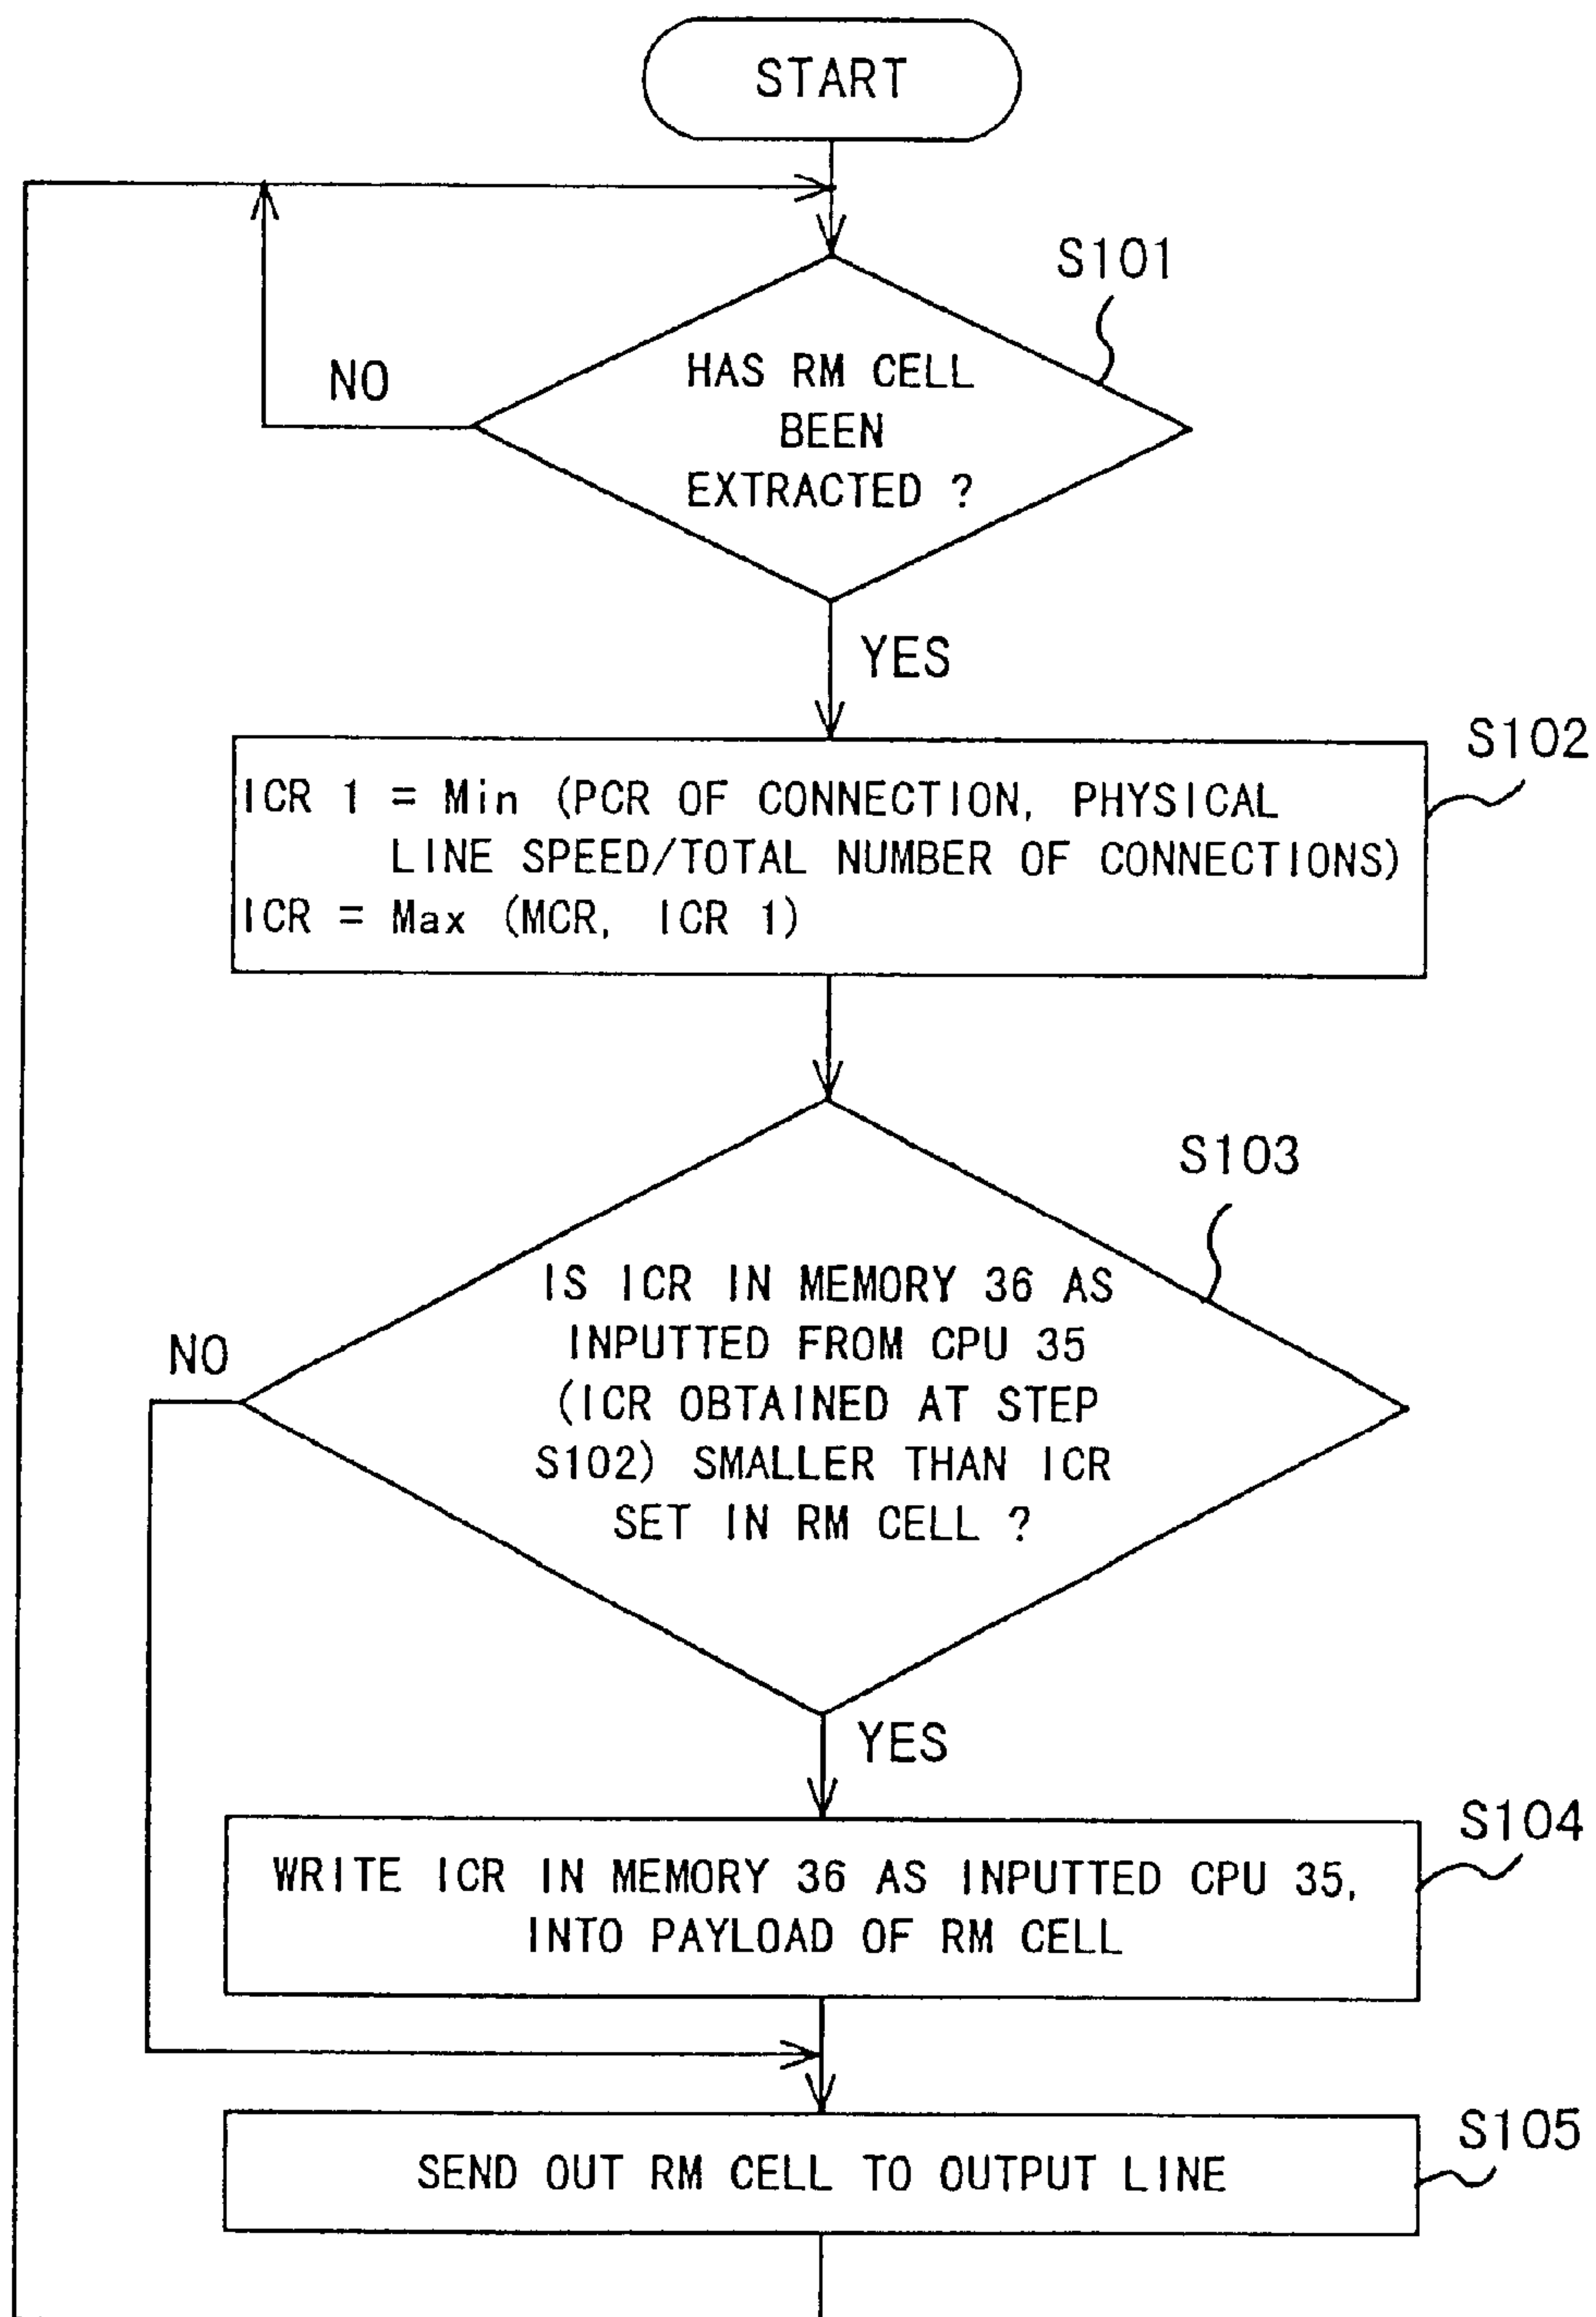 START
S101
NO
HAS RM CELL
BEEN
EXTRACTED ?
YES
S102
ICR 1 = Min (PCR OF CONNECTION, PHYSICAL
LINE SPEED/TOTAL NUMBER OF CONNECTIONS)
ICR = Max (MCR, ICR 1)
S103
NO
IS ICR IN MEMORY 36 AS
INPUTTED FROM CPU 35
(ICR OBTAINED AT STEP
S102) SMALLER THAN ICR
SET IN RM CELL ?
YES
S104
WRITE ICR IN MEMORY 36 AS INPUTTED CPU 35,
INTO PAYLOAD OF RM CELL
S105
SEND OUT RM CELL TO OUTPUT LINE